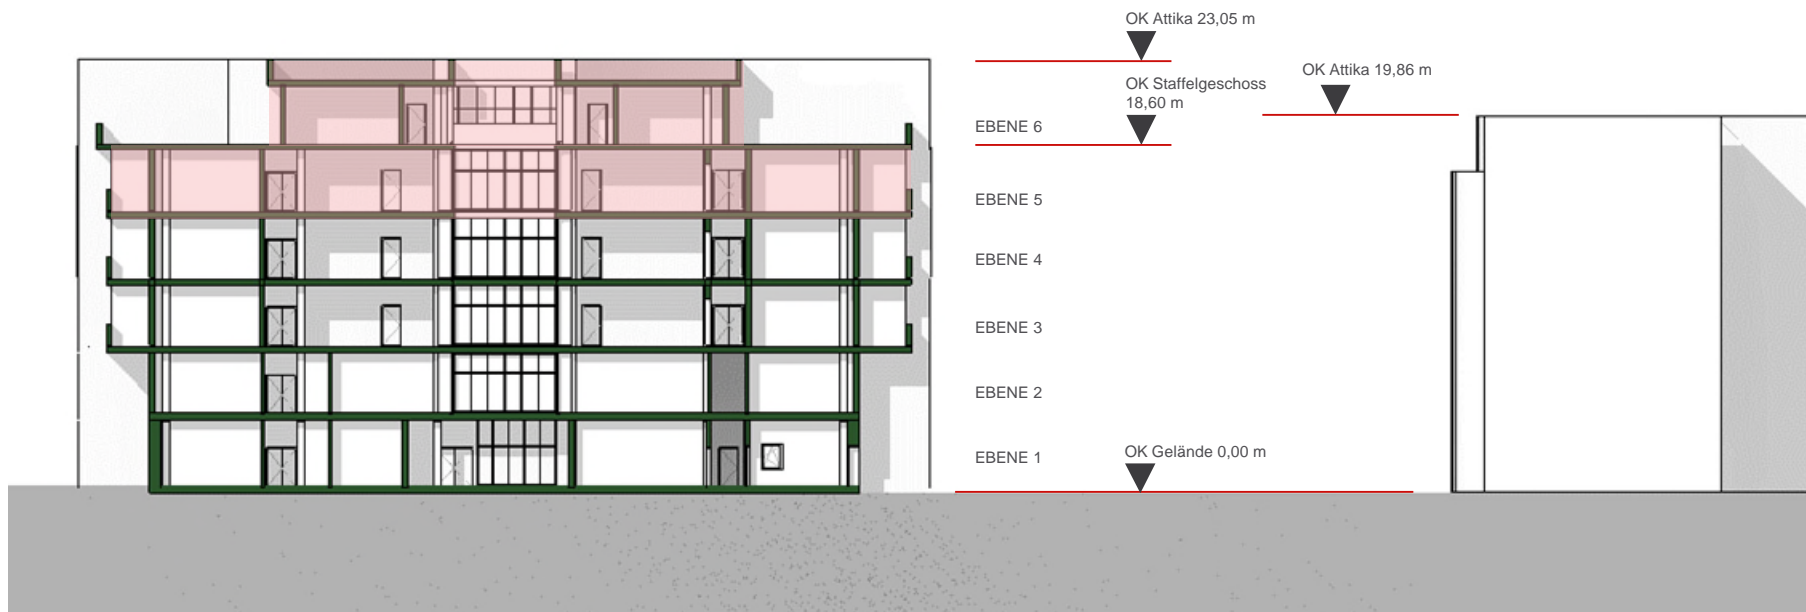 OK Attika 23,05 m
OK Attika 19,86 m
OK Staffelgeschoss
18,60 m
EBENE 6
EBENE 5
EBENE 4
EBENE 3
EBENE 2
EBENE 1
OK Gelände 0,00 m